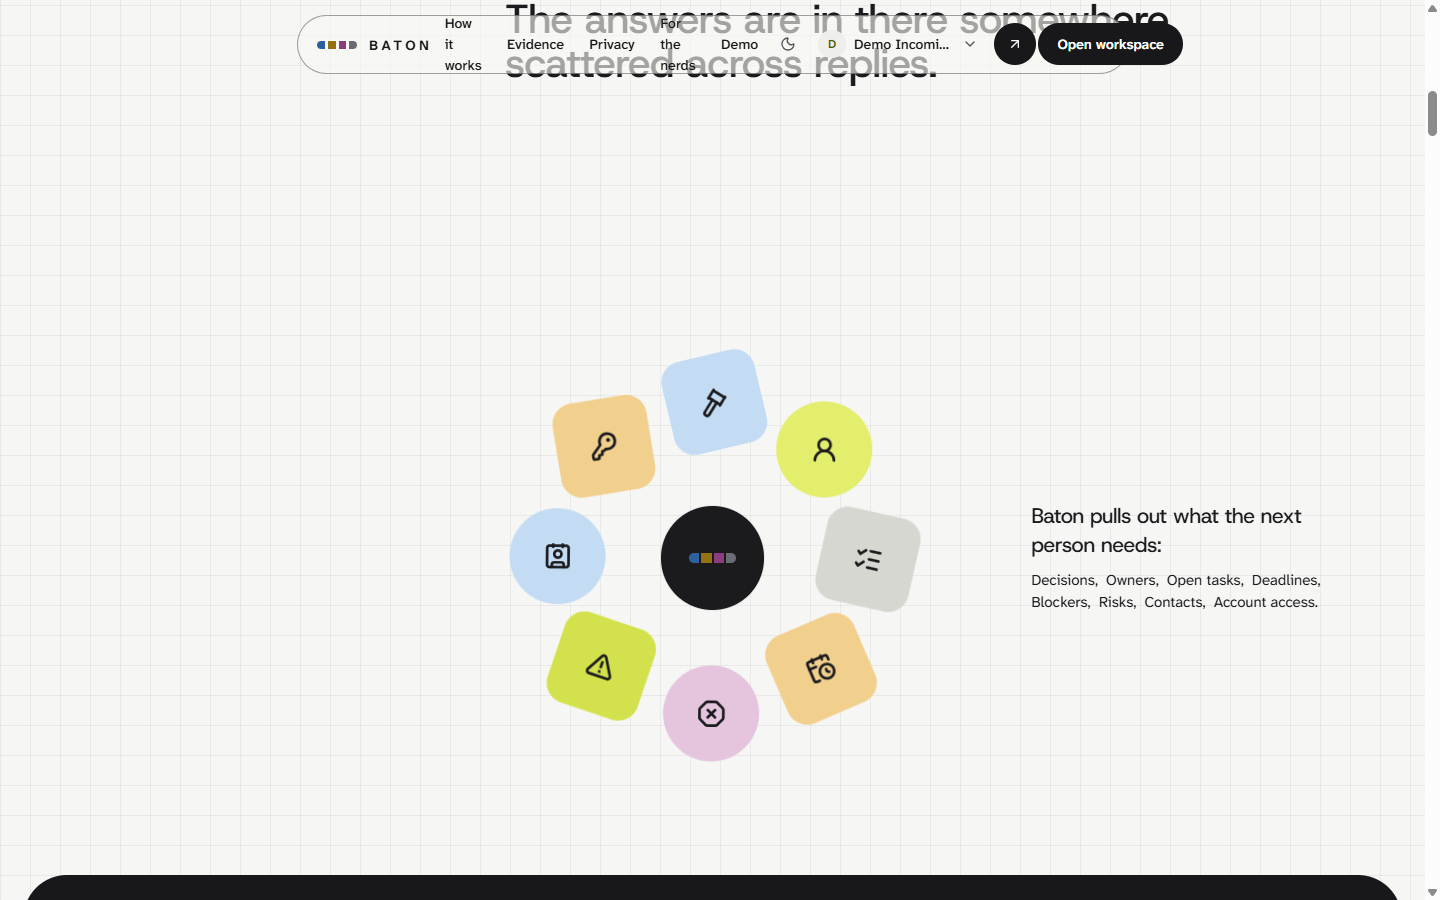 The answers are in there somewhere,
scattered across replies.
BATON
How it works
Evidence
Privacy
For the nerds
Demo
D
Demo Incomi...
Open workspace
Baton pulls out what the next
person needs:
Decisions, Owners, Open tasks, Deadlines,
Blockers, Risks, Contacts, Account access.